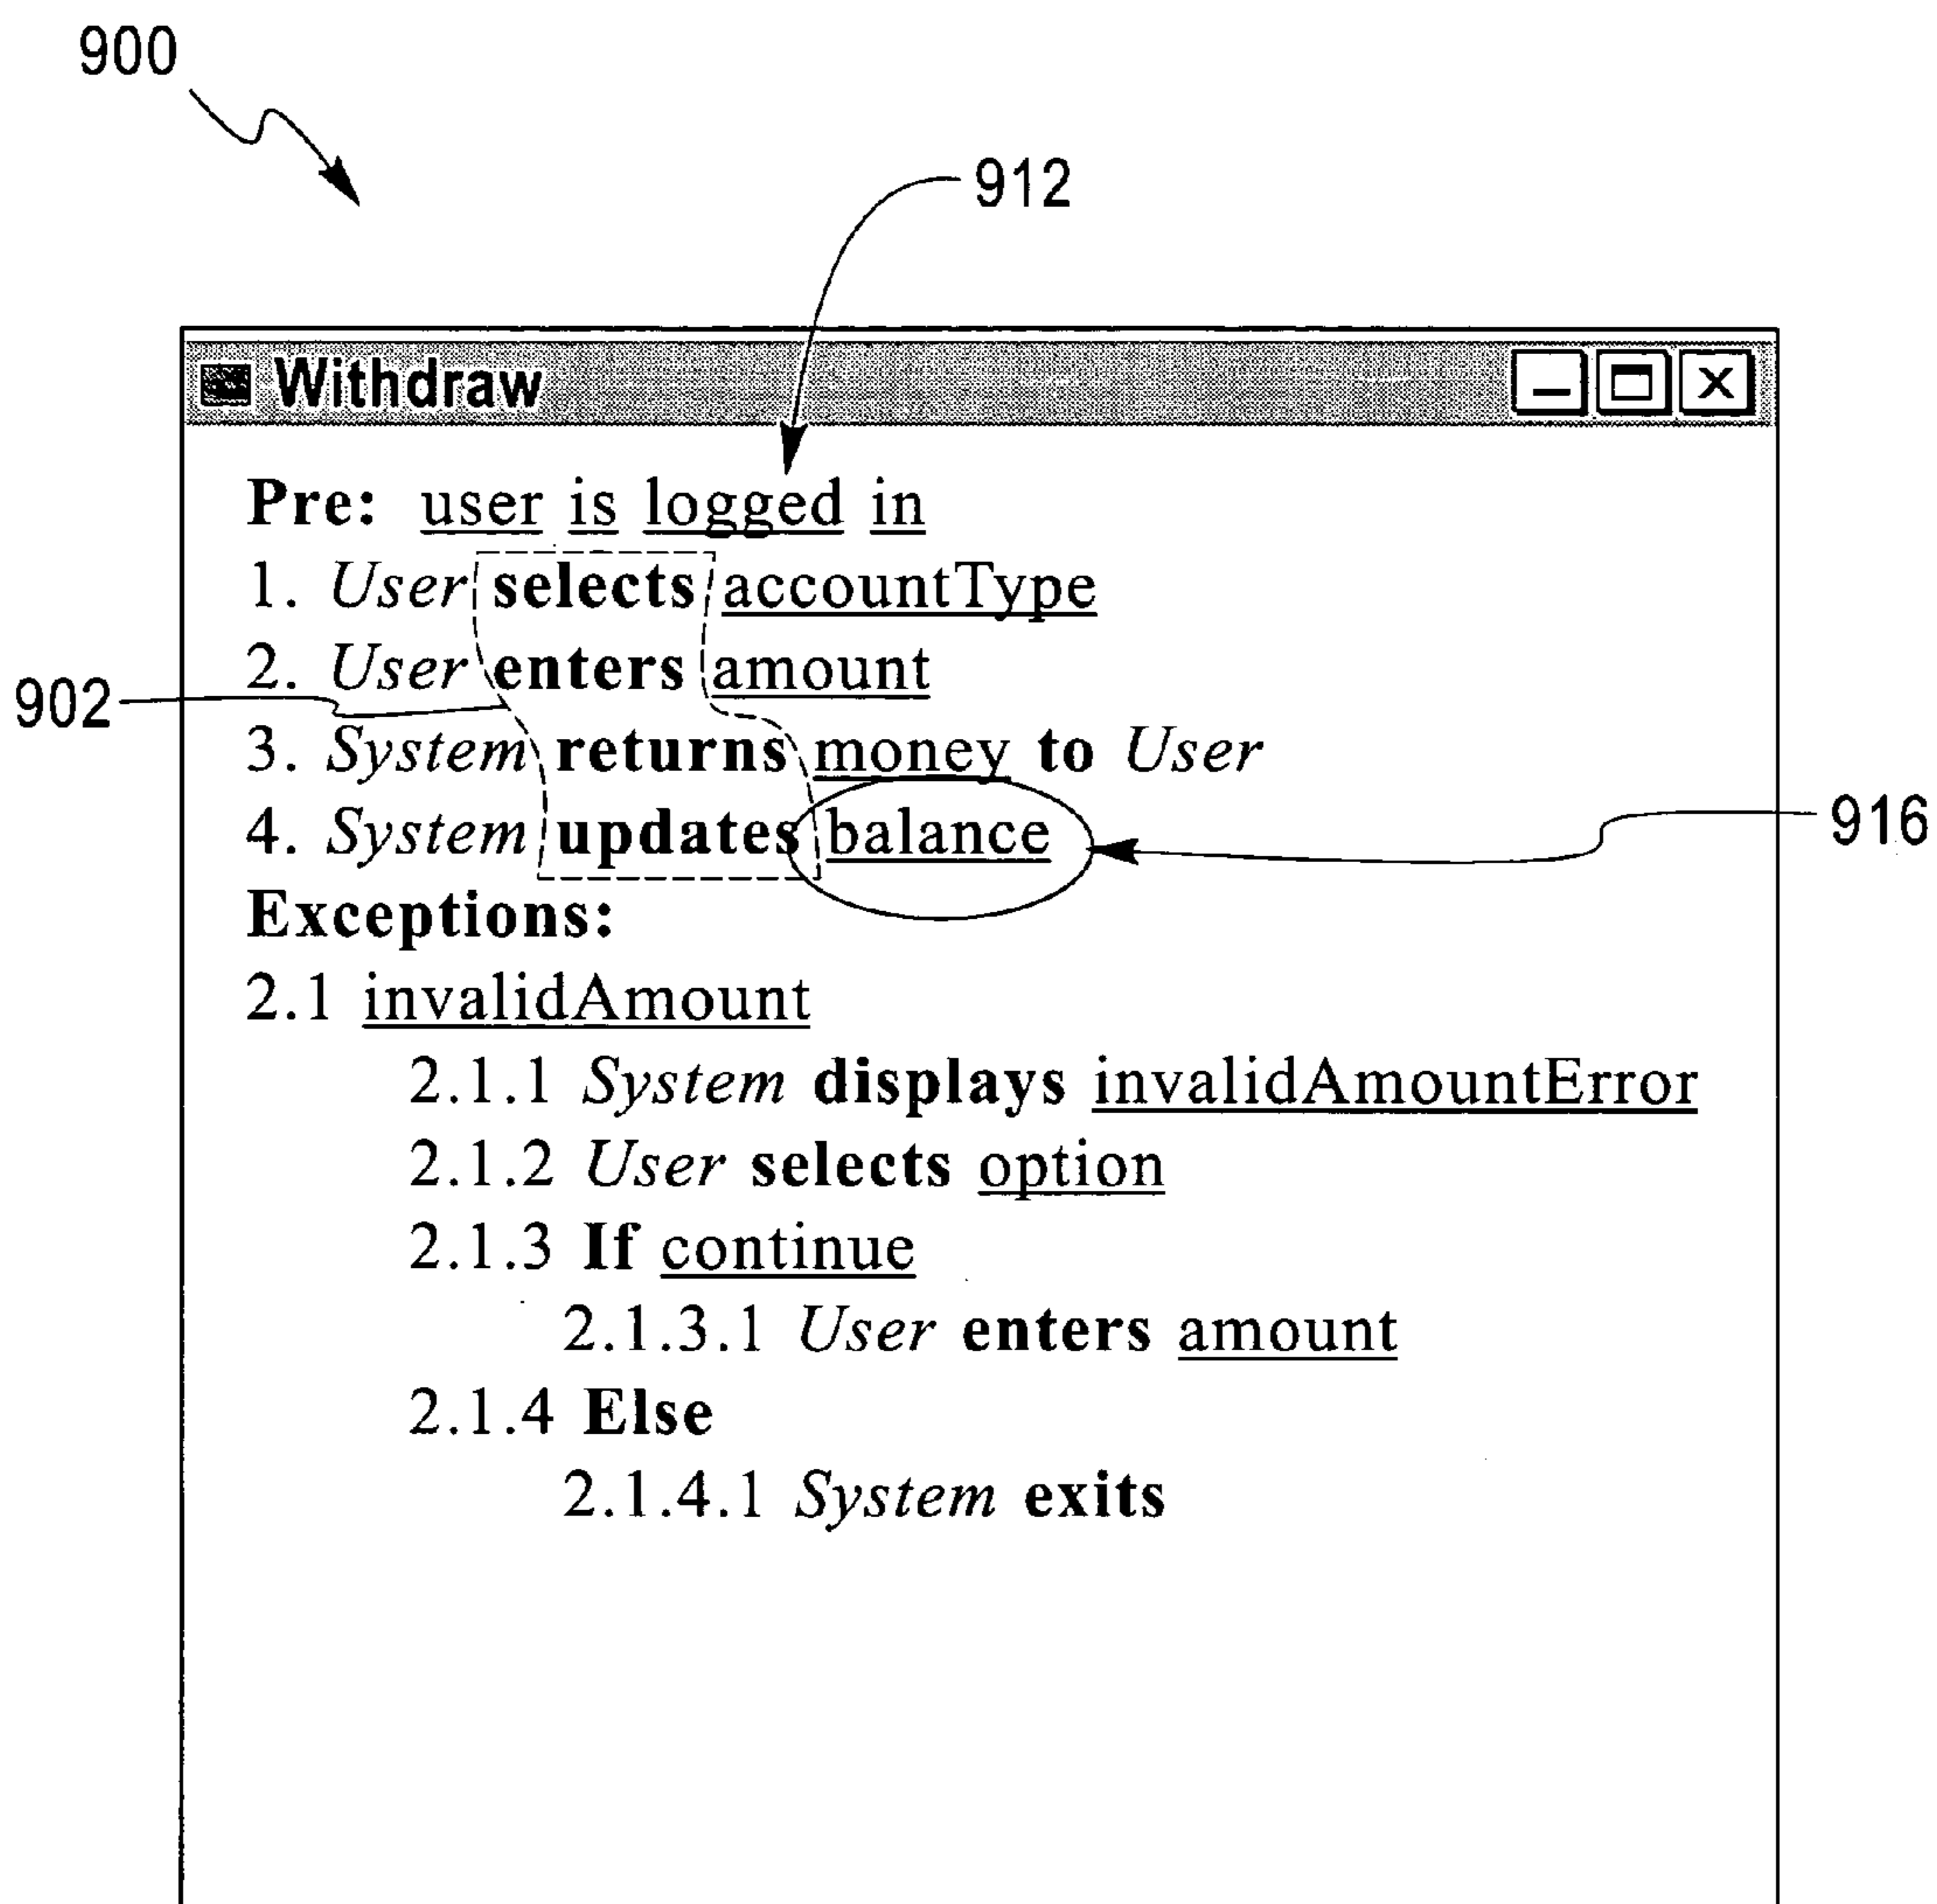 900
912
Withdraw
Pre: user is logged in
1. User selects accountType
2. User enters amount
902
3. System returns money to User
4. System updates balance
916
Exceptions:
2.1 invalidAmount
2.1.1 System displays invalidAmountError
2.1.2 User selects option
2.1.3 If continue
2.1.3.1 User enters amount
2.1.4 Else
2.1.4.1 System exits